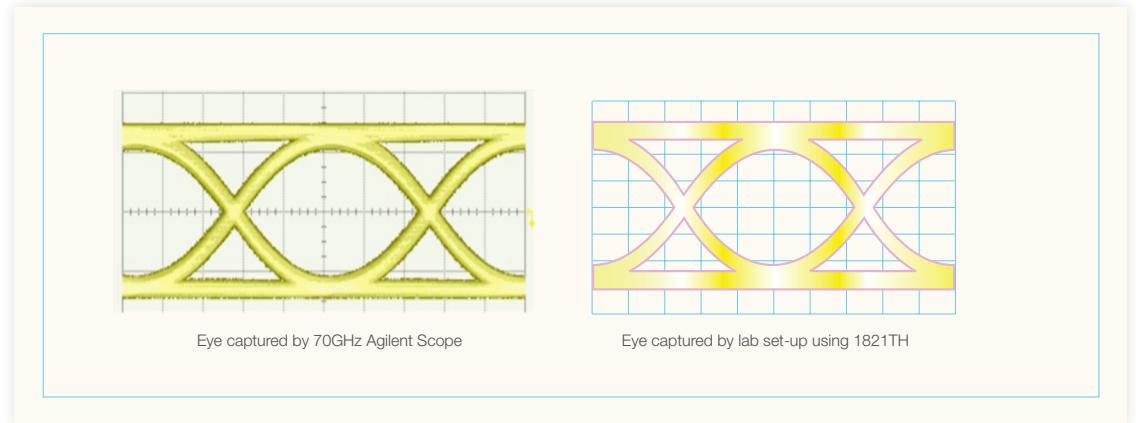 Eye captured by 70GHz Agilent Scope
Eye captured by lab set-up using 1821TH